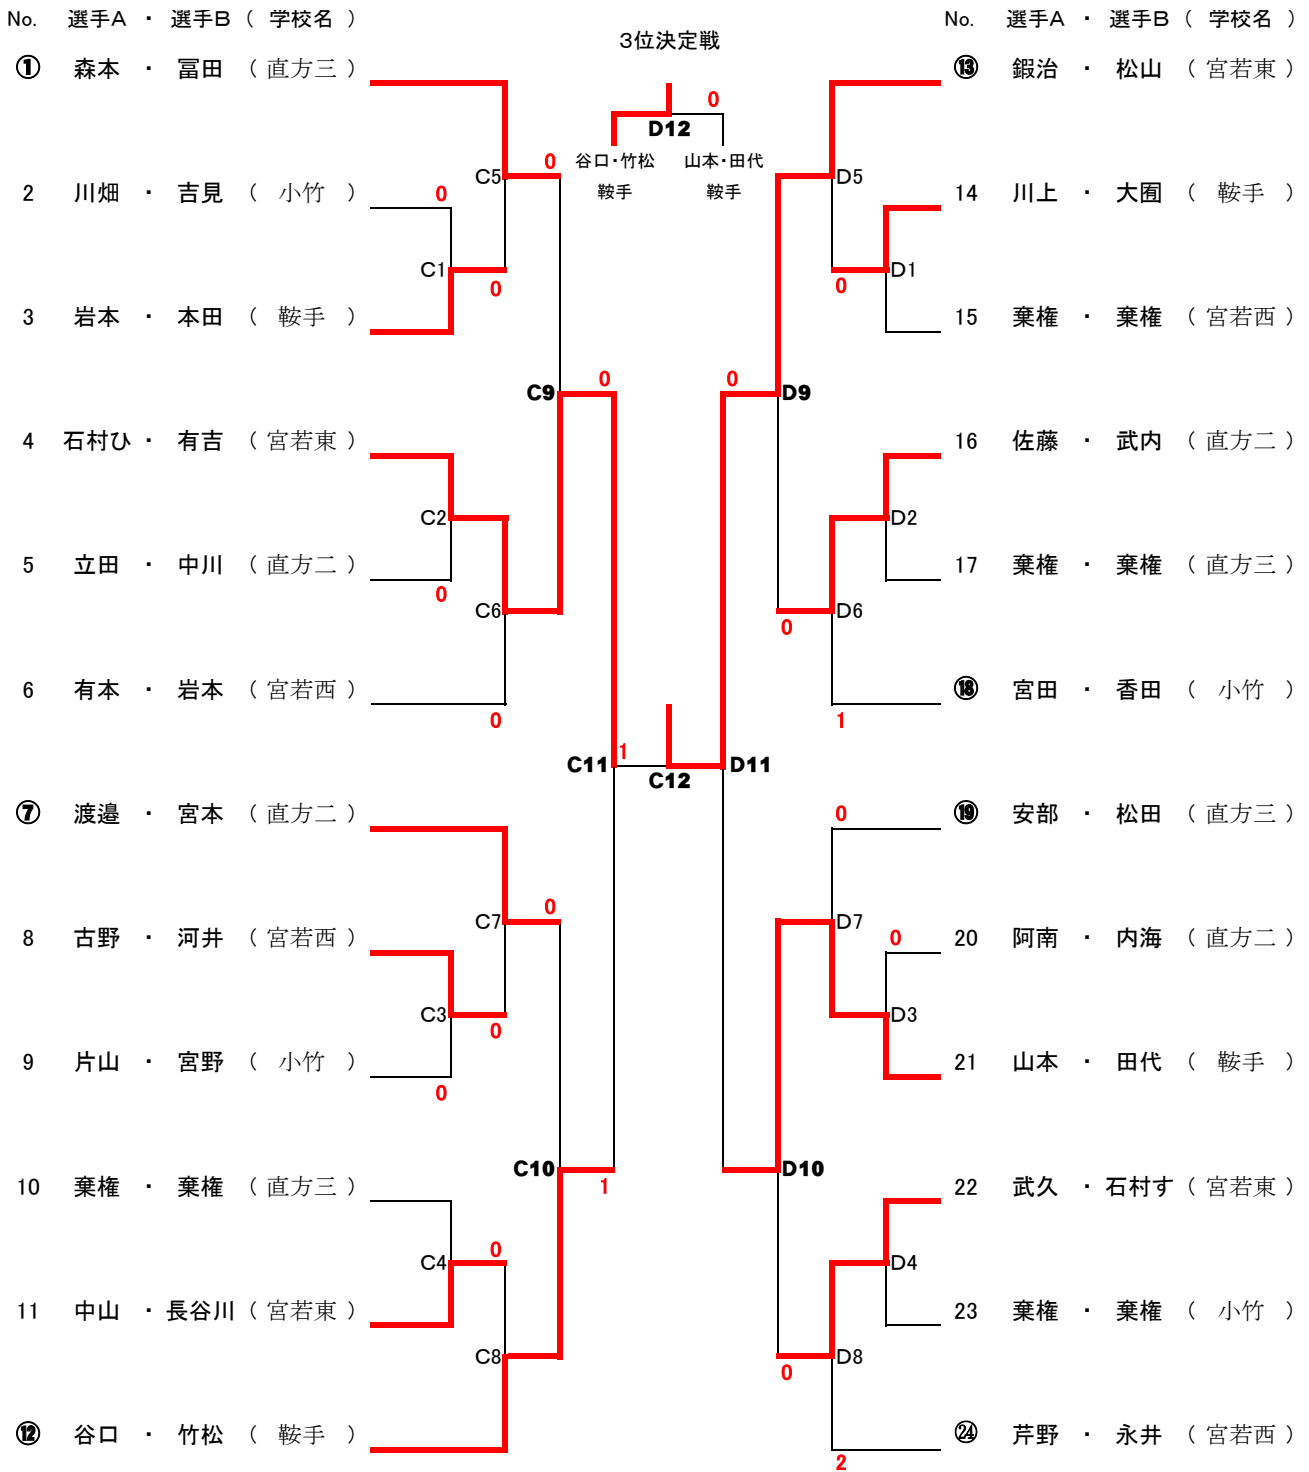 No. 選手A ・ 選手B （ 学校名 ）
① 森本 ・ 冨田 （ 直方三 ）
2 川畑 ・ 吉見 （ 小竹 ）
3 岩本 ・ 本田 （ 鞍手 ）
4 石村ひ ・ 有吉 （ 宮若東 ）
5 立田 ・ 中川 （ 直方二 ）
6 有本 ・ 岩本 （ 宮若西 ）
⑦ 渡邉 ・ 宮本 （ 直方二 ）
8 古野 ・ 河井 （ 宮若西 ）
9 片山 ・ 宮野 （ 小竹 ）
10 棄権 ・ 棄権 （ 直方三 ）
11 中山 ・ 長谷川 （ 宮若東 ）
⑫ 谷口 ・ 竹松 （ 鞍手 ）
0
C1
0
C2
0
C3
0
C4
C5
0
0
C6
0
C7
0
0
0
C8
C9
0
C10
1
C11
1
3位決定戦
0
D12
谷口・竹松 山本・田代
鞍手 鞍手
C12
D11
0
D9
D10
D5
0
D1
D2
0
D6
1
0
D7
0
D3
D4
0
D8
2
No. 選手A ・ 選手B （ 学校名 ）
⑬ 鍜治 ・ 松山 （ 宮若東 ）
14 川上 ・ 大囿 （ 鞍手 ）
15 棄権 ・ 棄権 （ 宮若西 ）
16 佐藤 ・ 武内 （ 直方二 ）
17 棄権 ・ 棄権 （ 直方三 ）
⑱ 宮田 ・ 香田 （ 小竹 ）
⑲ 安部 ・ 松田 （ 直方三 ）
20 阿南 ・ 内海 （ 直方二 ）
21 山本 ・ 田代 （ 鞍手 ）
22 武久 ・ 石村す （ 宮若東 ）
23 棄権 ・ 棄権 （ 小竹 ）
㉔ 芹野 ・ 永井 （ 宮若西 ）